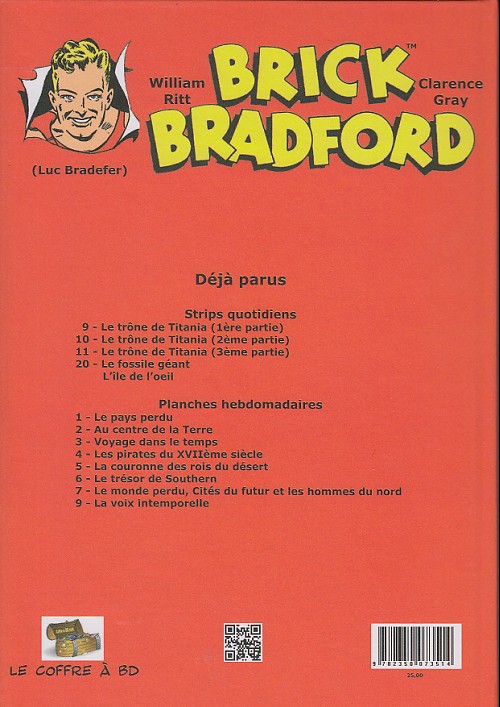 BRICK™
William Ritt
Clarence Gray
BRADFORD
(Luc Bradefer)
Déjà parus
Strips quotidiens
9 - Le trône de Titania (1ère partie)
10 - Le trône de Titania (2ème partie)
11 - Le trône de Titania (3ème partie)
20 - Le fossile géant
L'île de l'oeil
Planches hebdomadaires
1 - Le pays perdu
2 - Au centre de la Terre
3 - Voyage dans le temps
4 - Les pirates du XVIIème siècle
5 - La couronne des rois du désert
6 - Le trésor de Southern
7 - Le monde perdu, Cités du futur et les hommes du nord
9 - La voix intemporelle
LE COFFRE À BD
9 782350 073514
25,00